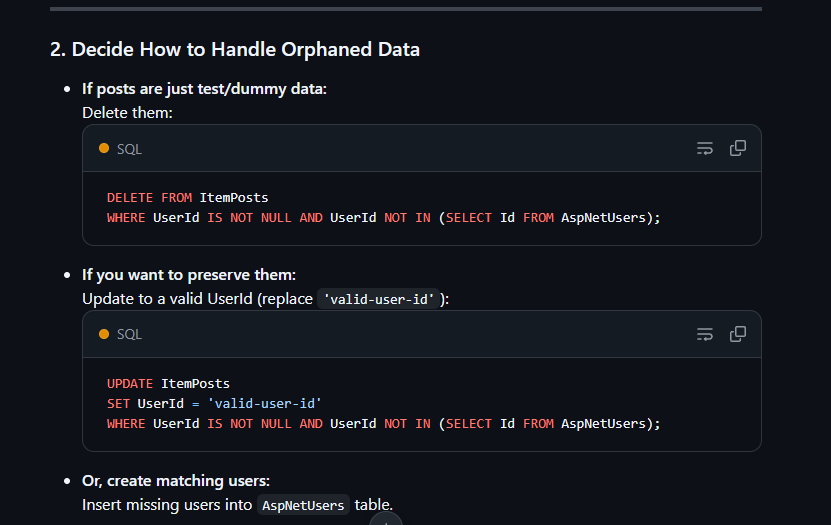 2. Decide How to Handle Orphaned Data
• If posts are just test/dummy data:
Delete them:
SQL
DELETE FROM ItemPosts
WHERE UserId IS NOT NULL AND UserId NOT IN (SELECT Id FROM AspNetUsers);
• If you want to preserve them:
Update to a valid UserId (replace 'valid-user-id'):
SQL
UPDATE ItemPosts
SET UserId = 'valid-user-id'
WHERE UserId IS NOT NULL AND UserId NOT IN (SELECT Id FROM AspNetUsers);
• Or, create matching users:
Insert missing users into AspNetUsers table.